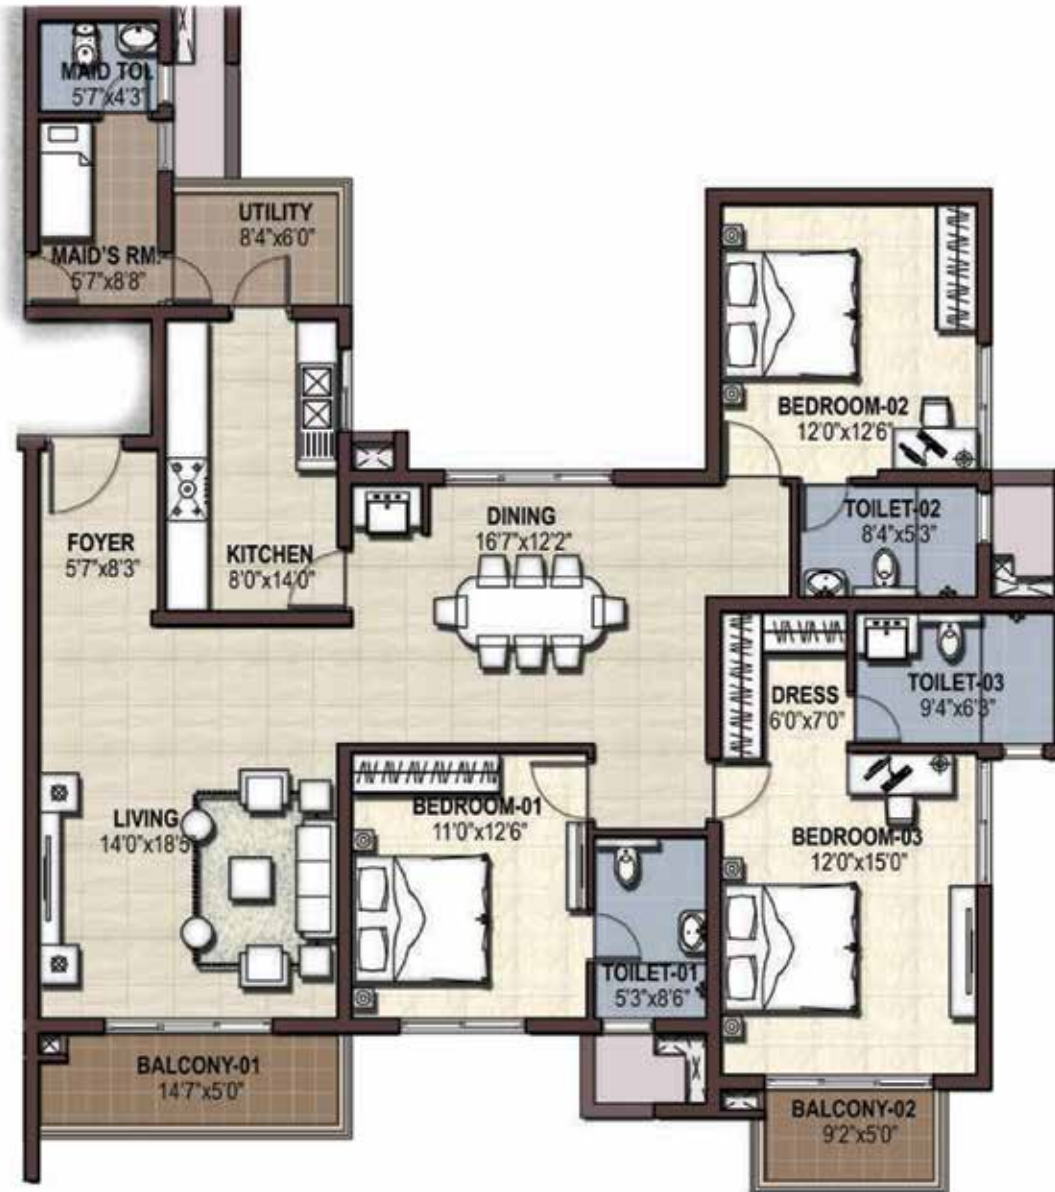 MAID TOI.
5'7"x4'3"
MAID'S RM.
5'7"x8'8"
UTILITY
8'4"x6'0"
BEDROOM-02
12'0"x12'6"
FOYER
5'7"x8'3"
KITCHEN
8'0"x14'0"
DINING
16'7"x12'2"
TOILET-02
8'4"x5'3"
DRESS
6'0"x7'0"
TOILET-03
9'4"x6'3"
LIVING
14'0"x18'5"
BEDROOM-01
11'0"x12'6"
BEDROOM-03
12'0"x15'0"
TOILET-01
5'3"x8'6"
BALCONY-01
14'7"x5'0"
BALCONY-02
9'2"x5'0"